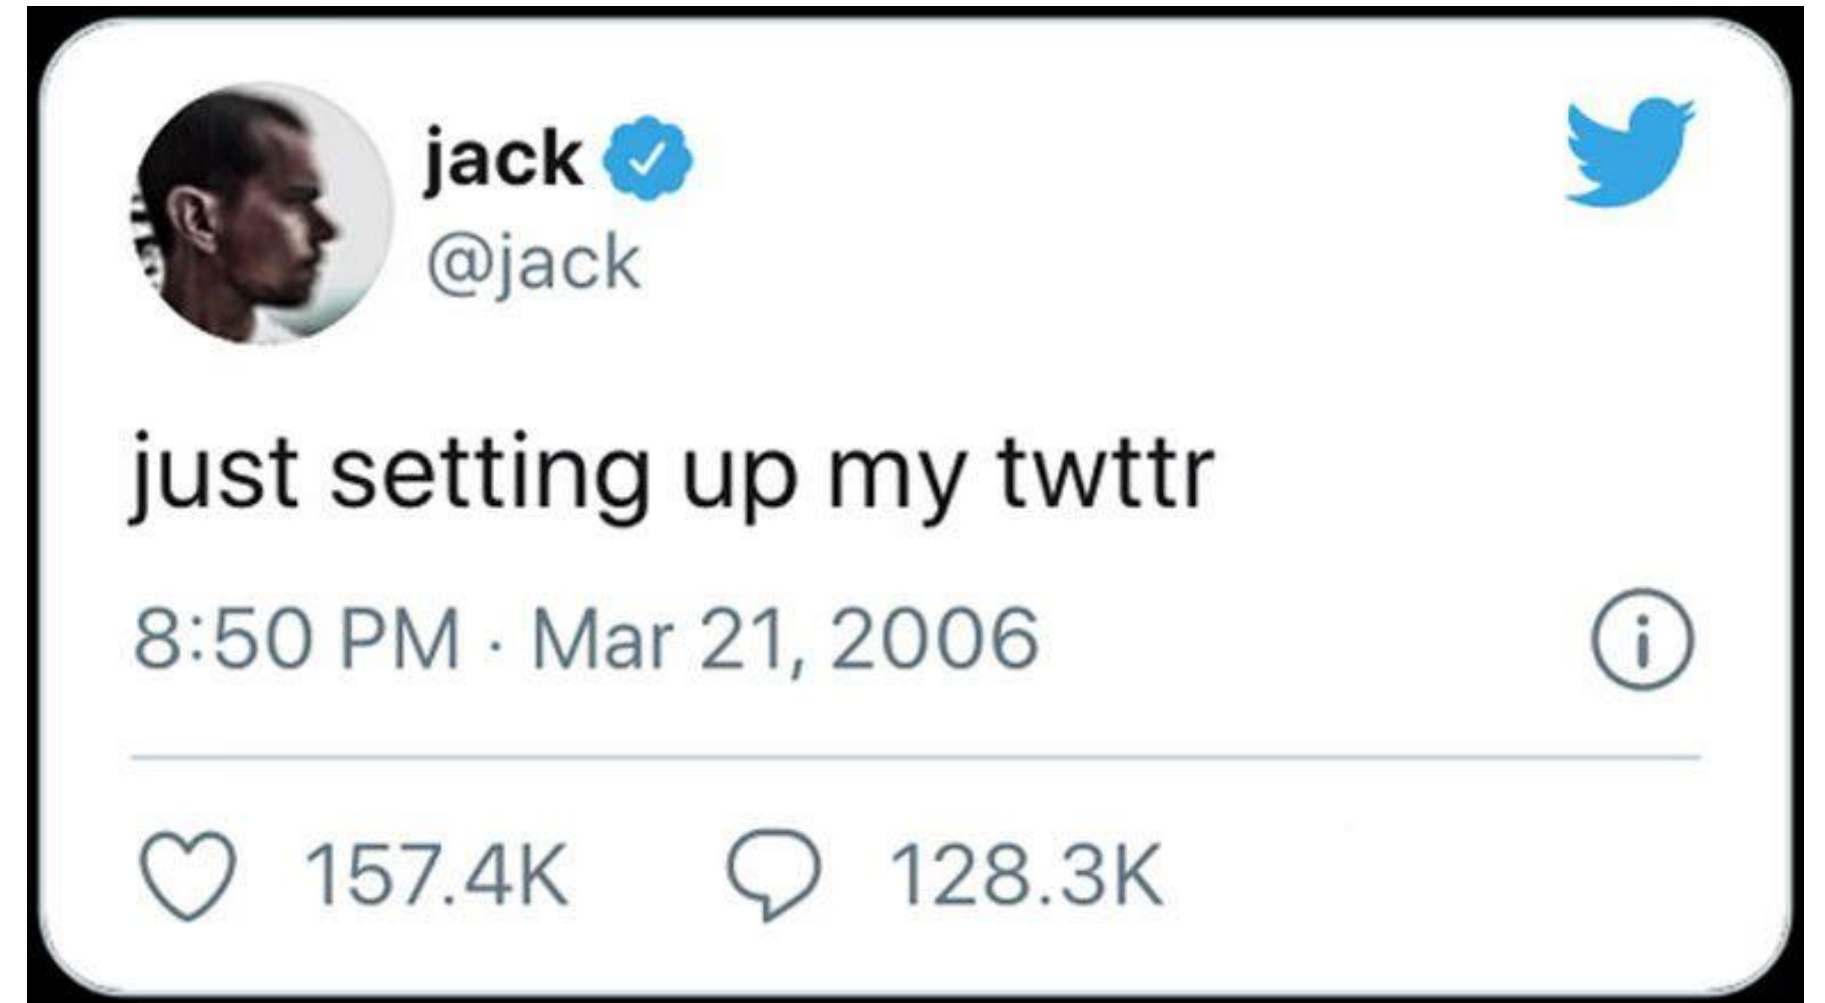 jack
@jack
just setting up my twttr
8:50 PM · Mar 21, 2006
157.4K 128.3K